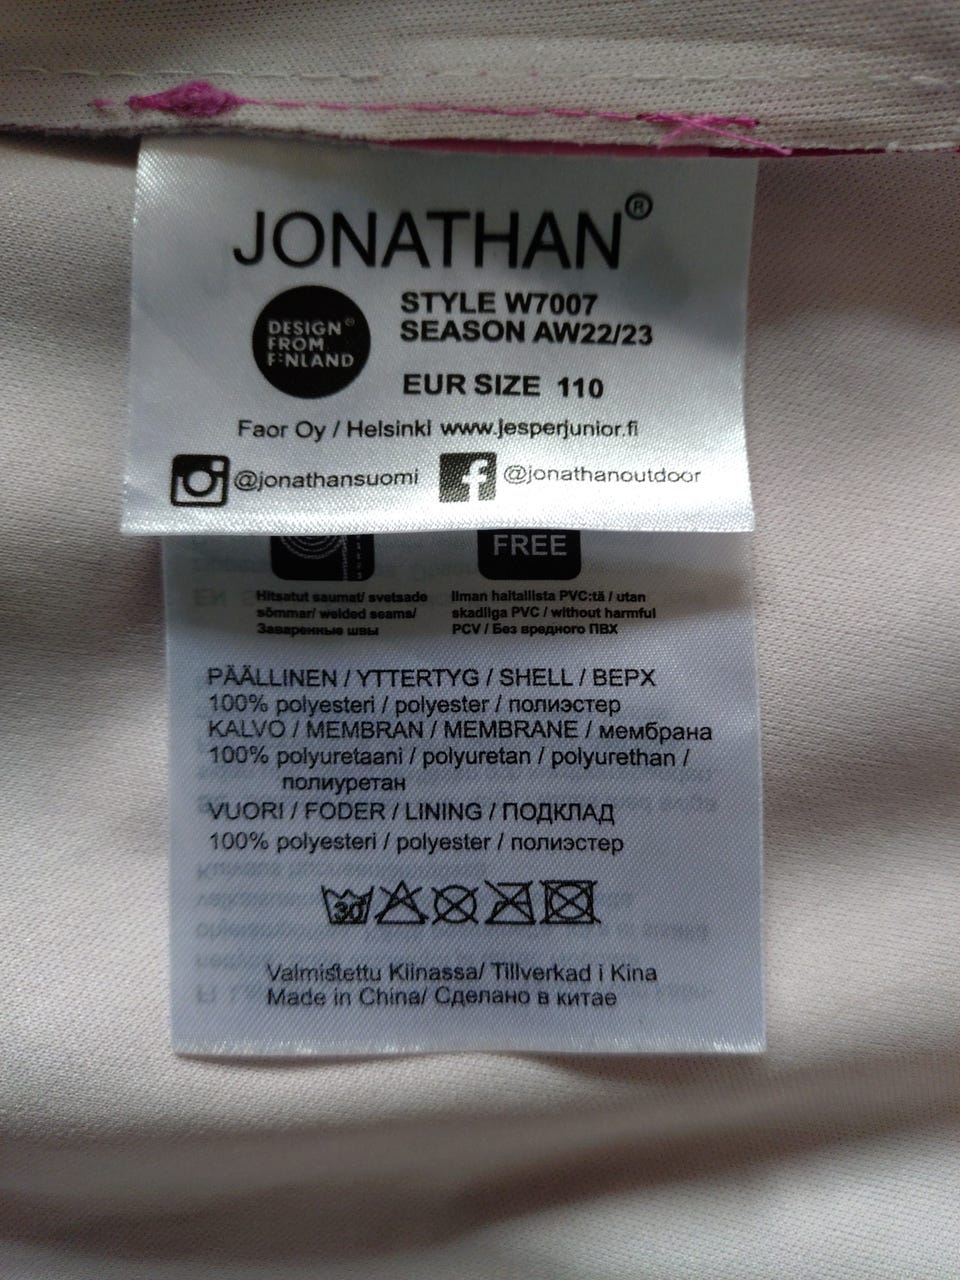 JONATHAN®
DESIGN®
FROM
FINLAND
STYLE W7007
SEASON AW22/23
EUR SIZE 110
Faor Oy / Helsinki www.jesperjunior.fi
@jonathansuomi
@jonathanoutdoor
FREE
Hitsatut saumat/ svetsade
sömmar/ welded seams/
Заваренные швы
Ilman haitallista PVC:tä / utan
skadliga PVC / without harmful
PCV / Без вредного ПВХ
PÄÄLLINEN / YTTERTYG / SHELL / ВЕРХ
100% polyesteri / polyester / полиэстер
KALVO / MEMBRAN / MEMBRANE / мембрана
100% polyuretaani / polyuretan / polyurethan /
полиуретан
VUORI / FODER / LINING / ПОДКЛАД
100% polyesteri / polyester / полиэстер
30
Valmistettu Kiinassa/ Tillverkad i Kina
Made in China/ Сделано в китае